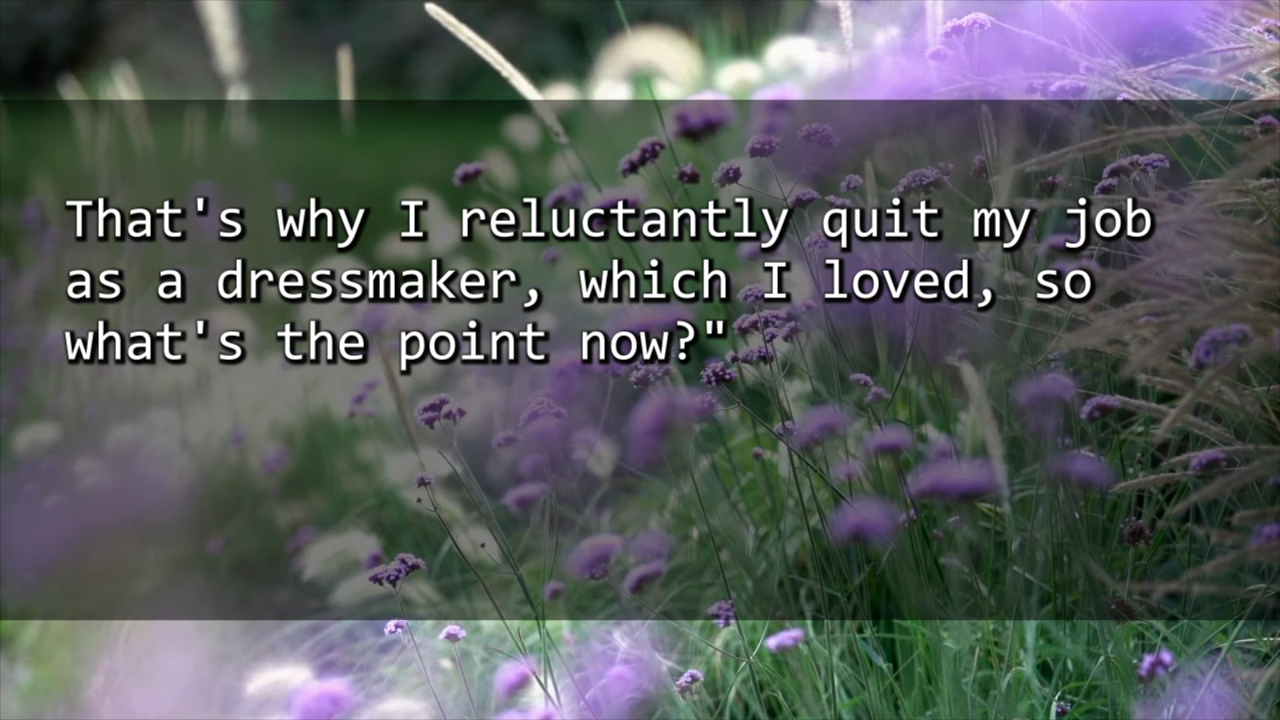 That's why I reluctantly quit my job
as a dressmaker, which I loved, so
what's the point now?"